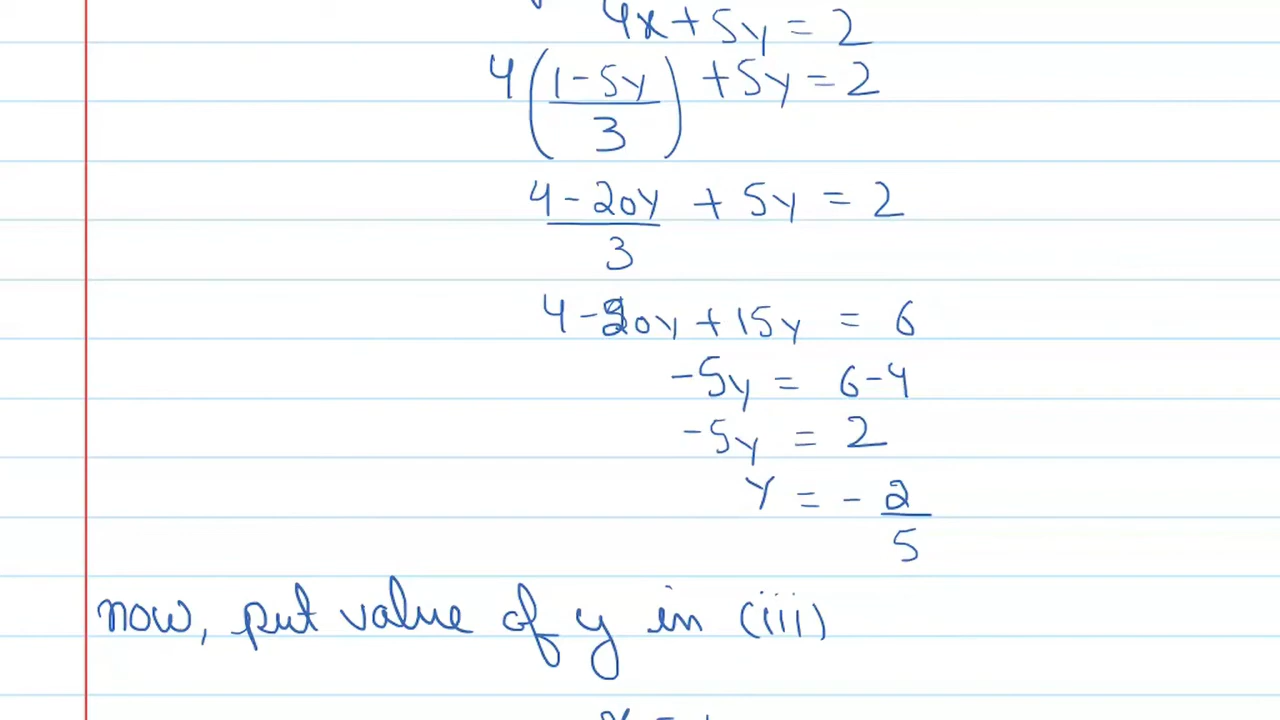 4x + 5y = 2
4 ( (1 - 5y) / 3 ) + 5y = 2
(4 - 20y) / 3 + 5y = 2
4 - 20y + 15y = 6
-5y = 6 - 4
-5y = 2
y = - 2 / 5
now, put value of y in (iii)